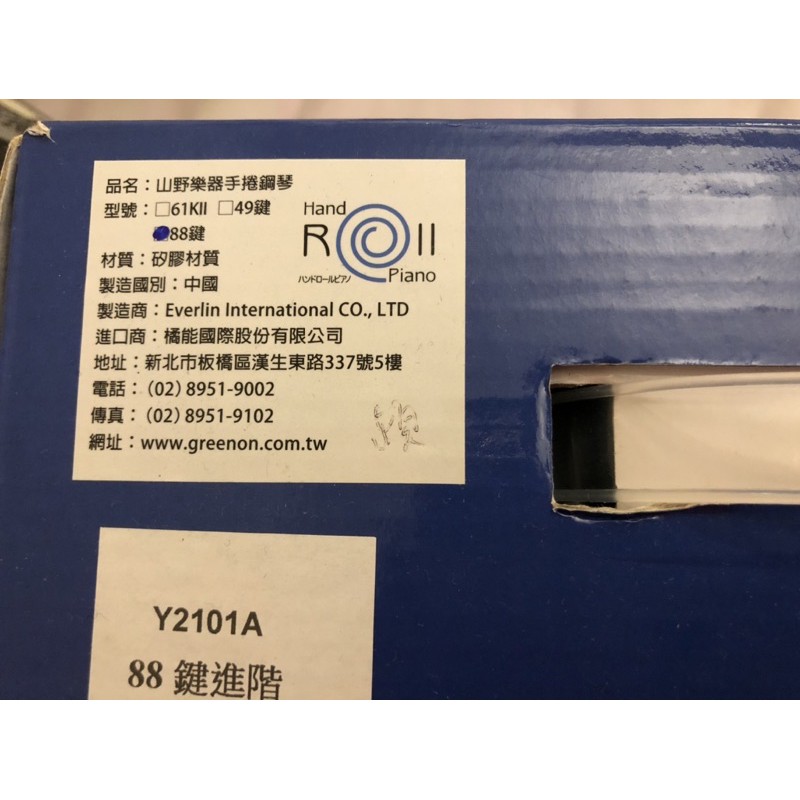 品名：山野樂器手捲鋼琴
型號：□61KII □49鍵
88鍵
材質：矽膠材質
製造國別：中國
製造商：Everlin International CO., LTD
進口商：橘能國際股份有限公司
地址：新北市板橋區漢生東路337號5樓
電話：(02) 8951-9002
傳真：(02) 8951-9102
網址：www.greenon.com.tw
Hand
Roll
Piano
ハンドロールピアノ
Y2101A
88 鍵進階